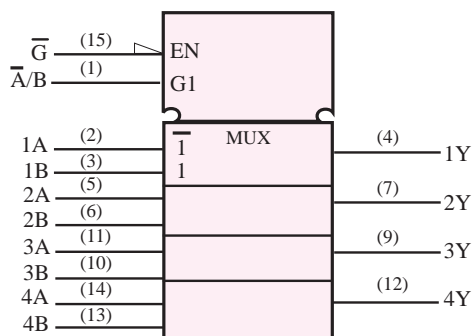 G̅ (15) EN
A̅/B (1) G1
MUX
1A (2) 1̅ (4) 1Y
1B (3) 1
2A (5) (7) 2Y
2B (6)
3A (11) (9) 3Y
3B (10)
4A (14) (12) 4Y
4B (13)